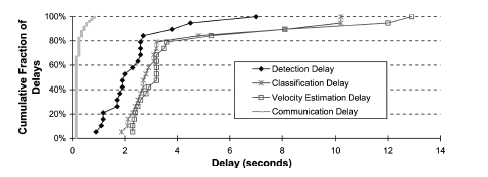 Cumulative Fraction of
Delays
100%
80%
60%
40%
20%
0%
Detection Delay
Classification Delay
Velocity Estimation Delay
Communication Delay
0 2 4 6 8 10 12 14
Delay (seconds)